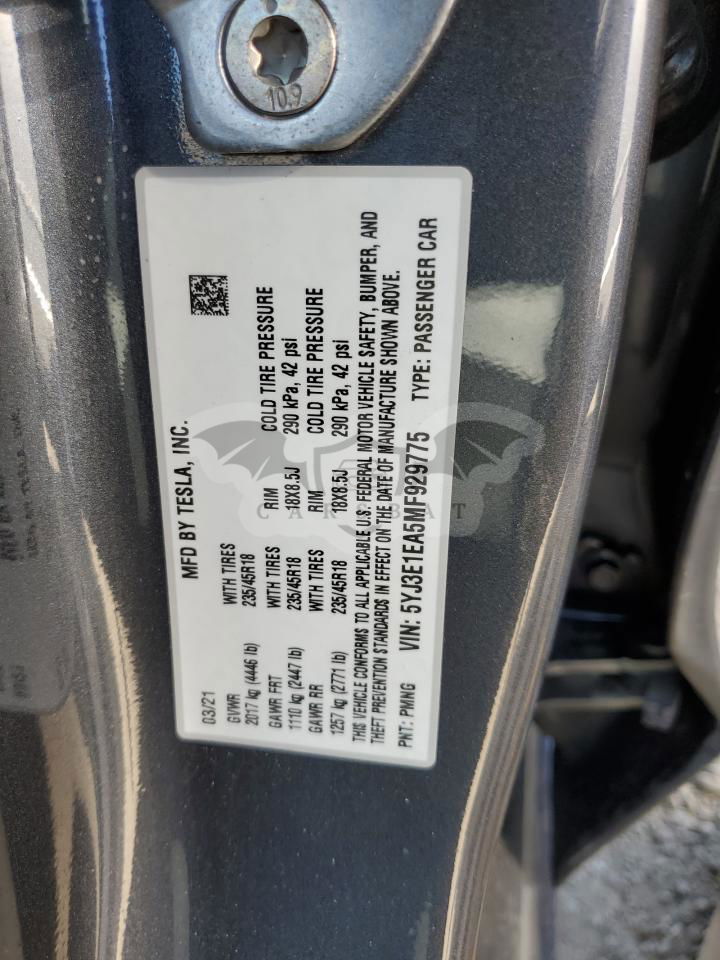 10.9
MFD BY TESLA, INC.
03/21
GVWR WITH TIRES RIM COLD TIRE PRESSURE
2017 kg (4446 lb) 235/45R18 18X8.5J 290 kPa, 42 psi
GAWR FRT WITH TIRES RIM COLD TIRE PRESSURE
1110 kg (2447 lb) 235/45R18 18X8.5J 290 kPa, 42 psi
GAWR RR WITH TIRES
1257 kg (2771 lb) 235/45R18
THIS VEHICLE CONFORMS TO ALL APPLICABLE U.S. FEDERAL MOTOR VEHICLE SAFETY, BUMPER, AND
THEFT PREVENTION STANDARDS IN EFFECT ON THE DATE OF MANUFACTURE SHOWN ABOVE.
PNT: PMNG VIN: 5YJ3E1EA5MF929775 TYPE: PASSENGER CAR
CAR BAT